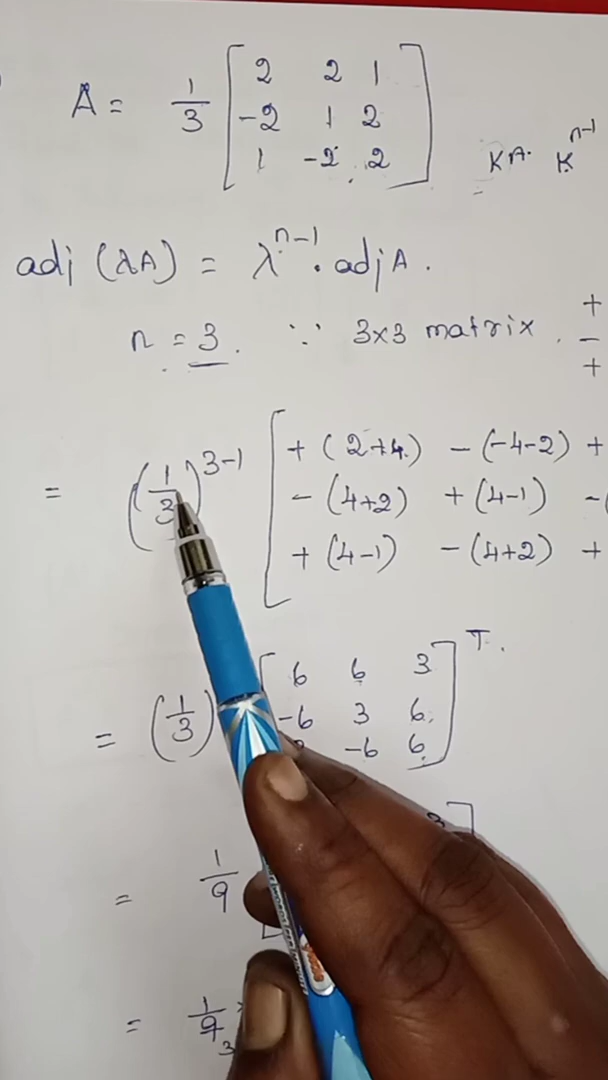 A = 1/3 [ 2 2 1
-2 1 2
1 -2 2 ] KA. K^n-1
adj (λA) = λ^n-1 . adj A .
n = 3 . ∵ 3x3 matrix . +
-
+
= (1/3)^3-1 [ + (2+4) - (-4-2) +
- (4+2) + (4-1) -(
+ (4-1) - (4+2) +
= (1/3) [ 6 6 3
-6 3 6
-6 6 ]^T.
= 1/9
= 1/9 3